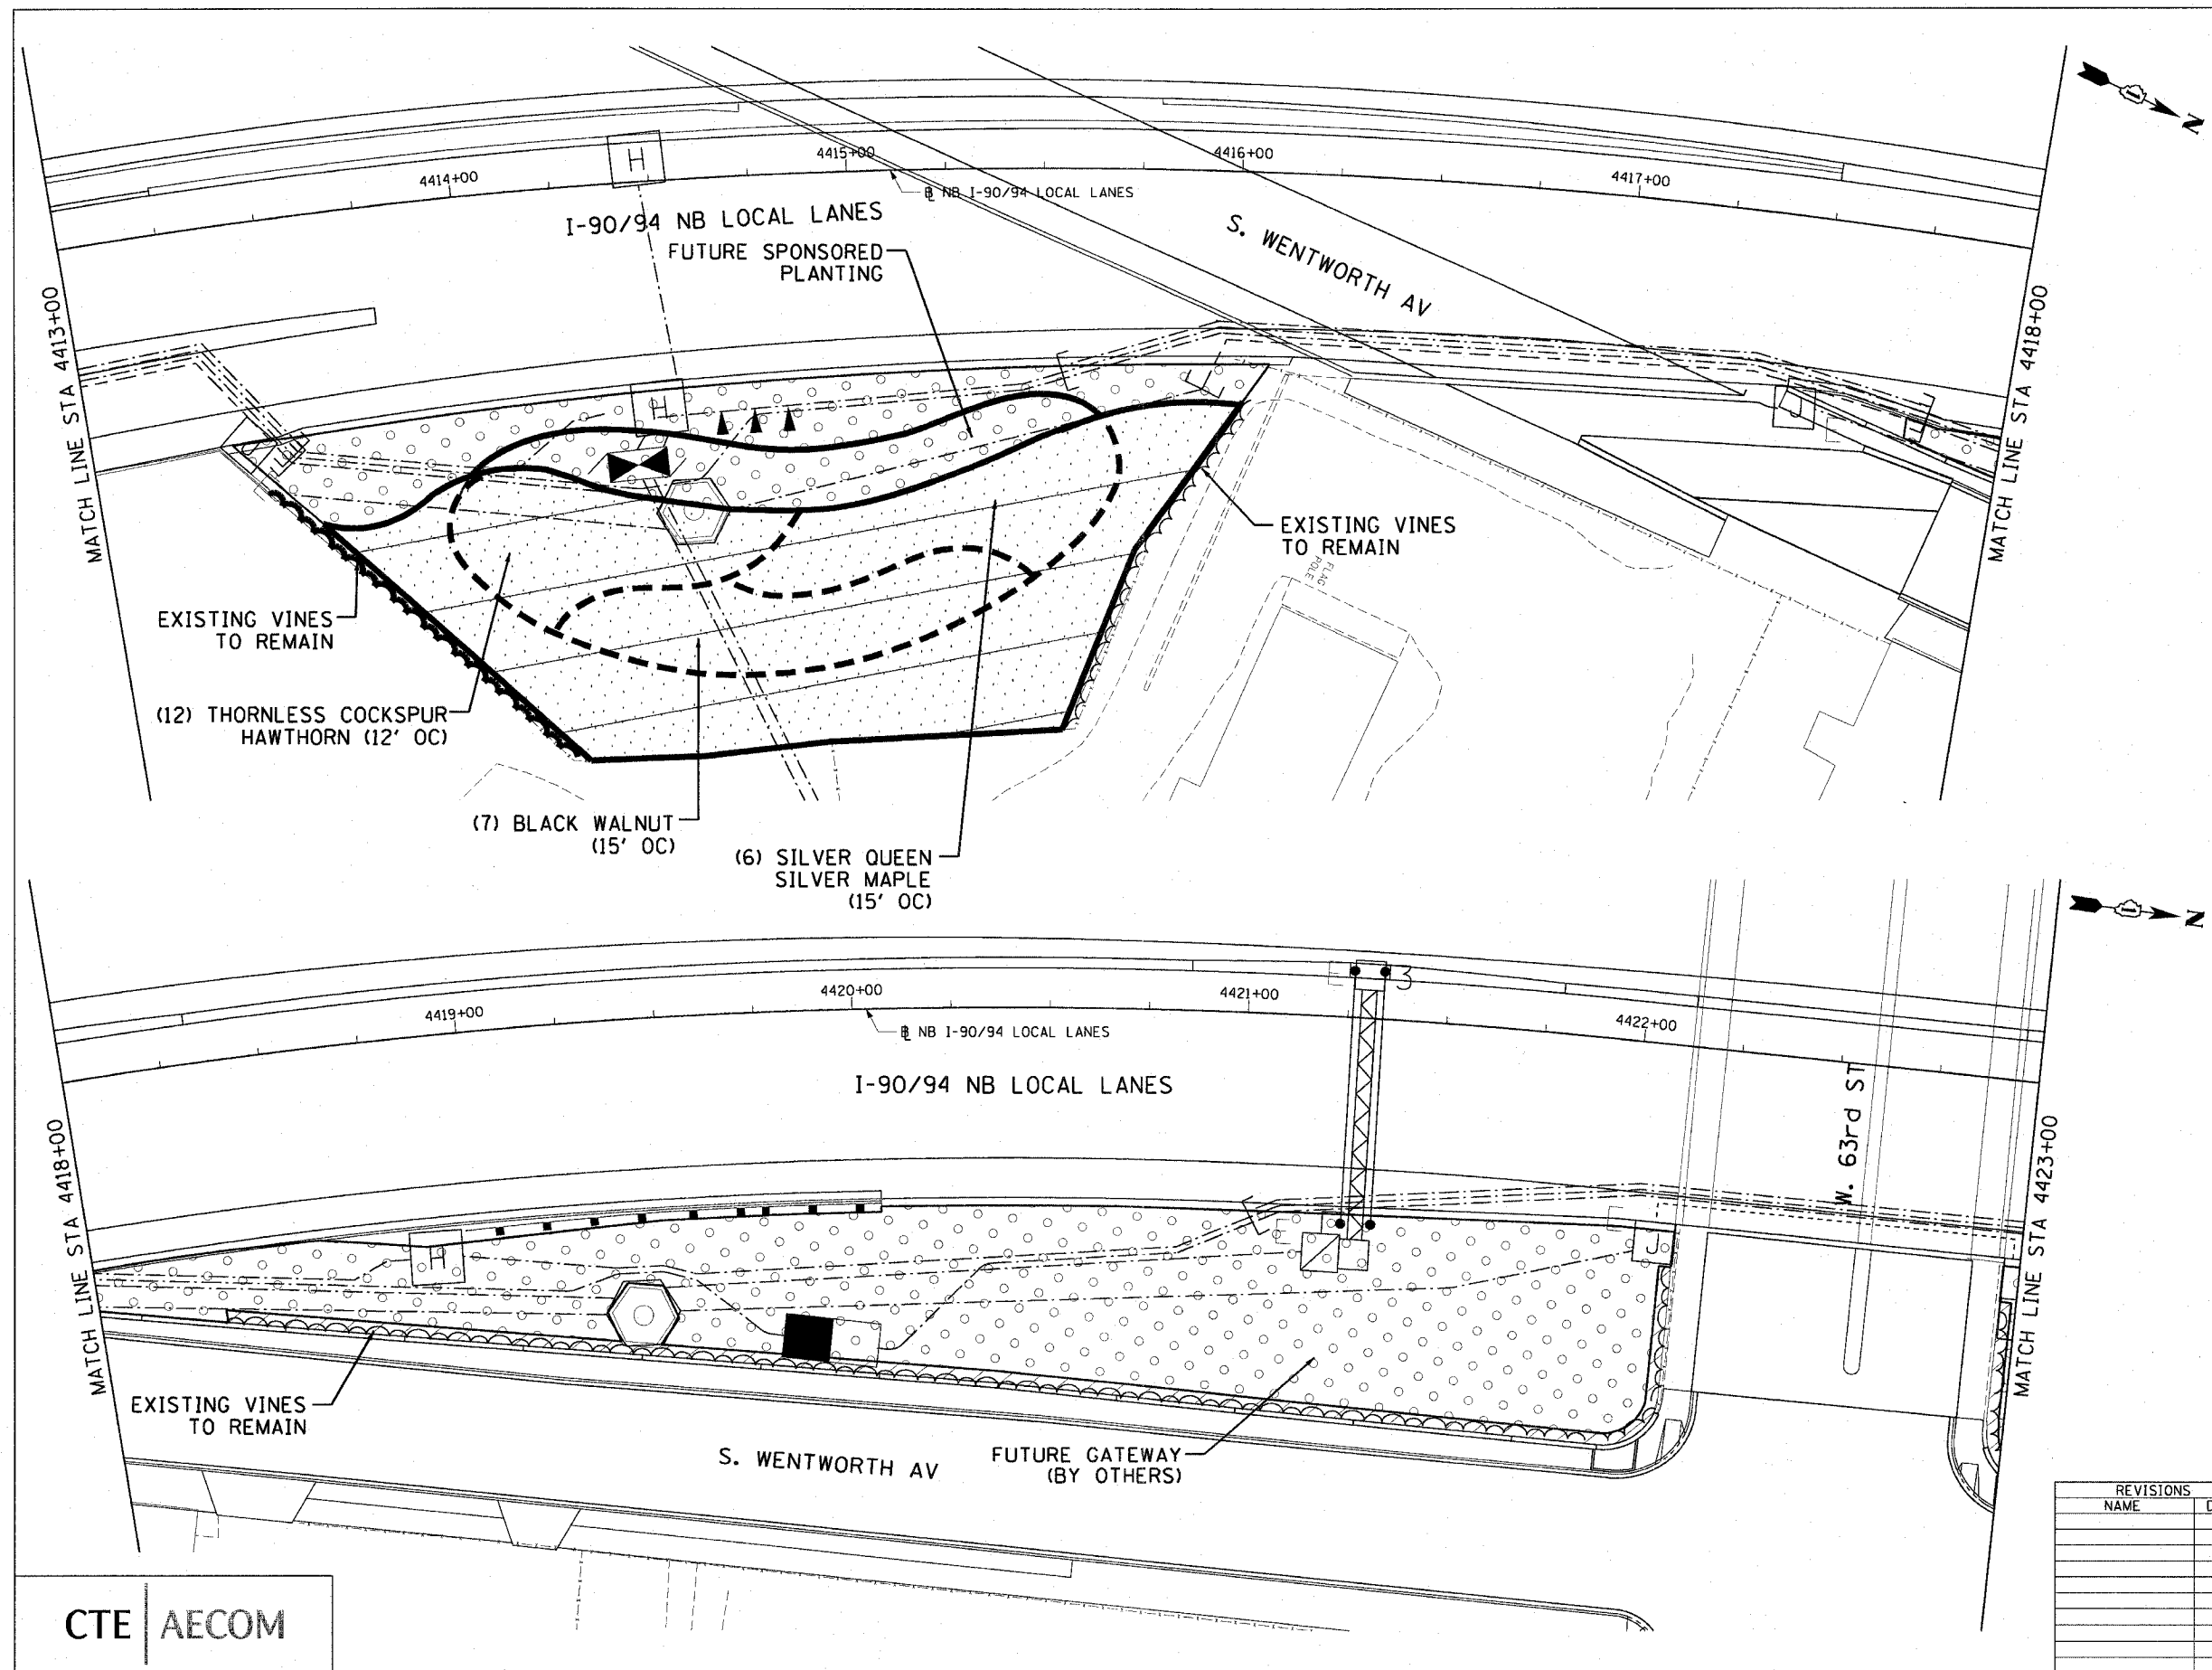 N
H
4414+00
4415+00
4416+00
4417+00
℄ NB I-90/94 LOCAL LANES
I-90/94 NB LOCAL LANES
FUTURE SPONSORED
PLANTING
S. WENTWORTH AV
MATCH LINE STA 4413+00
MATCH LINE STA 4418+00
H
J
EXISTING VINES
TO REMAIN
FLAG
POLE
EXISTING VINES
TO REMAIN
(12) THORNLESS COCKSPUR
HAWTHORN (12' OC)
(7) BLACK WALNUT
(15' OC)
(6) SILVER QUEEN
SILVER MAPLE
(15' OC)
N
4419+00
4420+00
4421+00
4422+00
3
℄ NB I-90/94 LOCAL LANES
I-90/94 NB LOCAL LANES
W. 63rd ST
MATCH LINE STA 4418+00
MATCH LINE STA 4423+00
H
J
EXISTING VINES
TO REMAIN
S. WENTWORTH AV
FUTURE GATEWAY
(BY OTHERS)
REVISIONS
NAME
CTE AECOM